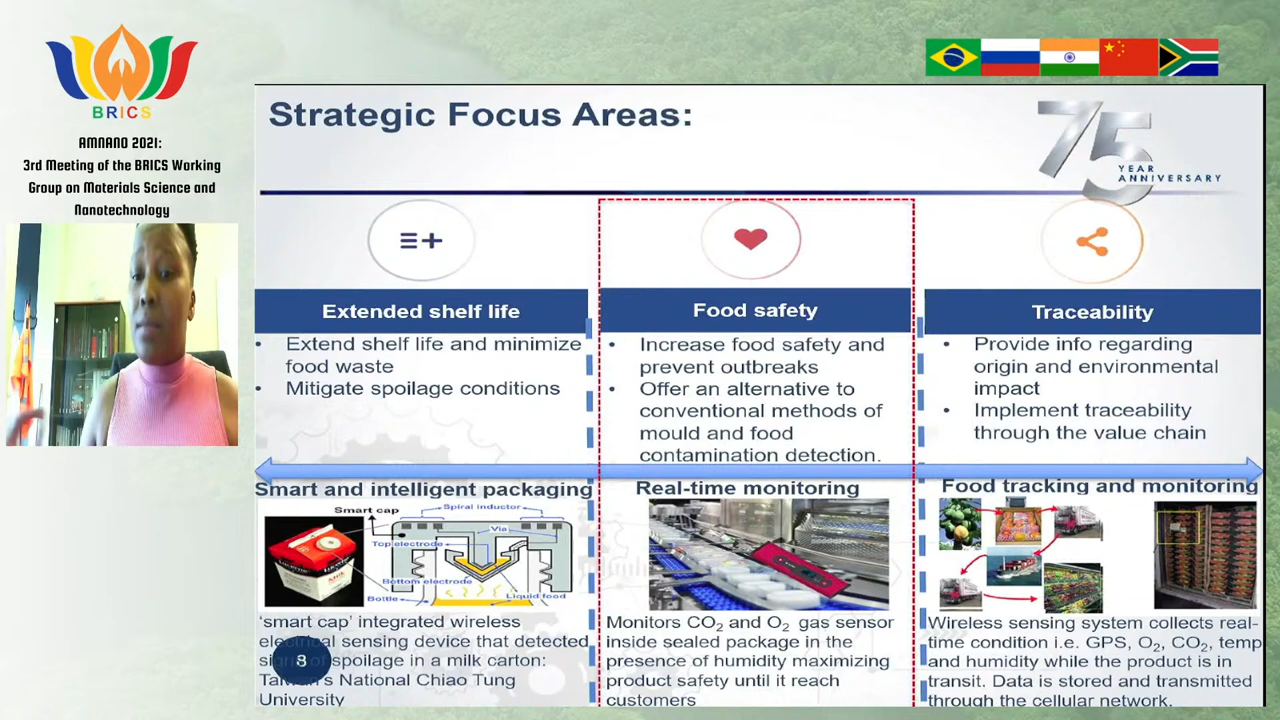 BRICS
AMNANO 2021:
3rd Meeting of the BRICS Working
Group on Materials Science and
Nanotechnology
Strategic Focus Areas:
75
YEAR
ANNIVERSARY
Extended shelf life
• Extend shelf life and minimize
food waste
• Mitigate spoilage conditions
Food safety
• Increase food safety and
prevent outbreaks
• Offer an alternative to
conventional methods of
mould and food
contamination detection.
Traceability
• Provide info regarding
origin and environmental
impact
• Implement traceability
through the value chain
Smart and intelligent packaging
Smart cap
Spiral inductor
Via
Top electrode
Bottom electrode
Bottle
Liquid food
'smart cap' integrated wireless
electrical sensing device that detected
signs of spoilage in a milk carton:
Taiwan's National Chiao Tung
University
8
Real-time monitoring
Monitors CO2 and O2 gas sensor
inside sealed package in the
presence of humidity maximizing
product safety until it reach
customers
Food tracking and monitoring
Wireless sensing system collects real-
time condition i.e. GPS, O2, CO2, temp
and humidity while the product is in
transit. Data is stored and transmitted
through the cellular network.